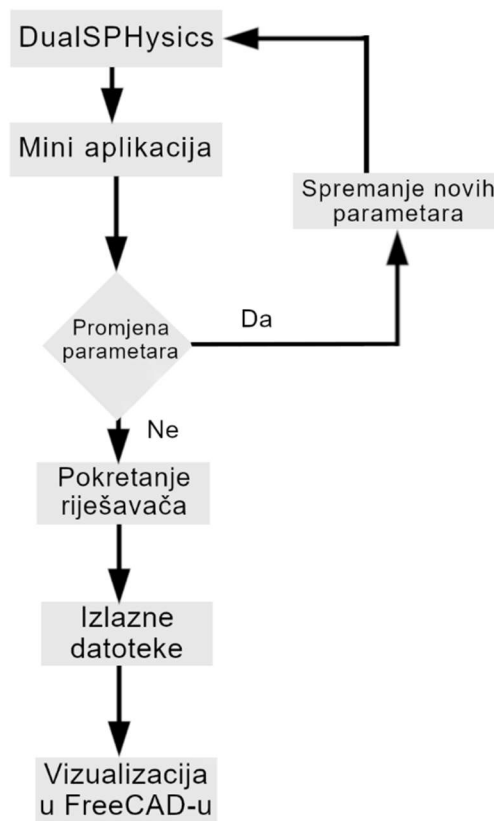 DualSPHysics
Mini aplikacija
Spremanje novih
parametara
Promjena
parametara
Da
Ne
Pokretanje
riješavača
Izlazne
datoteke
Vizualizacija
u FreeCAD-u